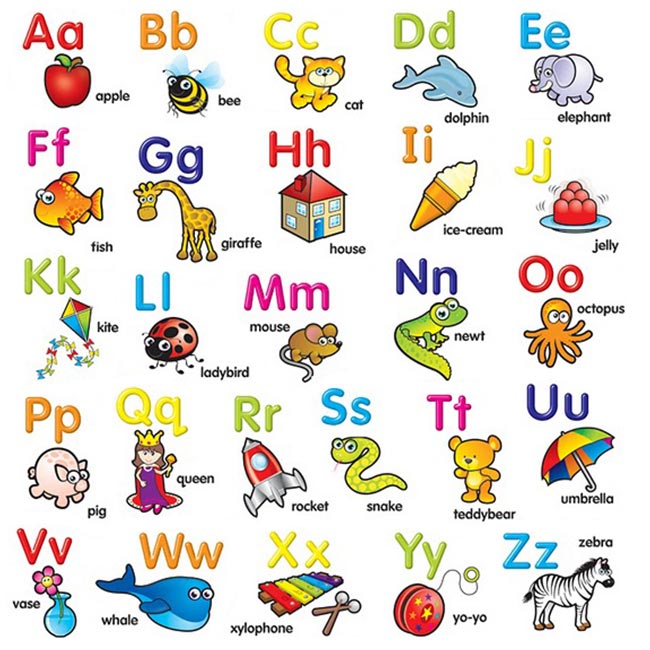 Aa
apple
Bb
bee
Cc
cat
Dd
dolphin
Ee
elephant
Ff
fish
Gg
giraffe
Hh
house
Ii
ice-cream
Jj
jelly
Kk
kite
Ll
ladybird
Mm
mouse
Nn
newt
Oo
octopus
Pp
pig
Qq
queen
Rr
rocket
Ss
snake
Tt
teddybear
Uu
umbrella
Vv
vase
Ww
whale
Xx
xylophone
Yy
yo-yo
Zz
zebra